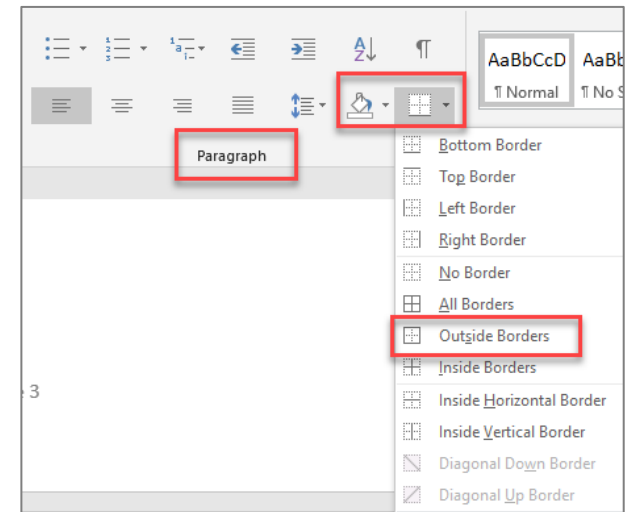 AaBbCcD AaBb
¶ Normal ¶ No S
Paragraph
Bottom Border
Top Border
Left Border
Right Border
No Border
All Borders
Outside Borders
Inside Borders
3
Inside Horizontal Border
Inside Vertical Border
Diagonal Down Border
Diagonal Up Border